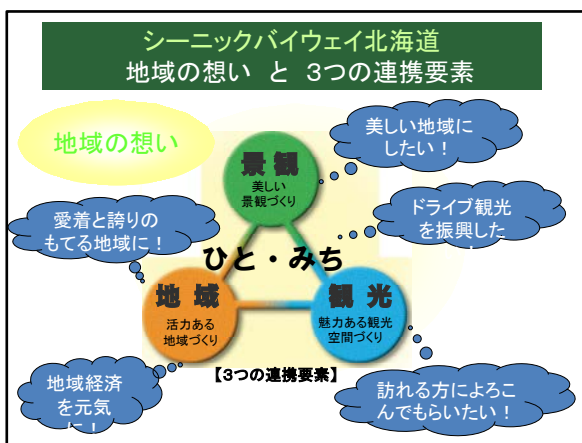 シーニックバイウェイ北海道
地域の想い と 3つの連携要素
地域の想い
美しい地域に
したい!
景観
美しい
景観づくり
愛着と誇りの
もてる地域に!
ドライブ観光
を振興した
ひと・みち
地域
活力ある
地域づくり
観光
魅力ある観光
空間づくり
【3つの連携要素】
地域経済
を元気
に!
訪れる方によろこ
んでもらいたい!